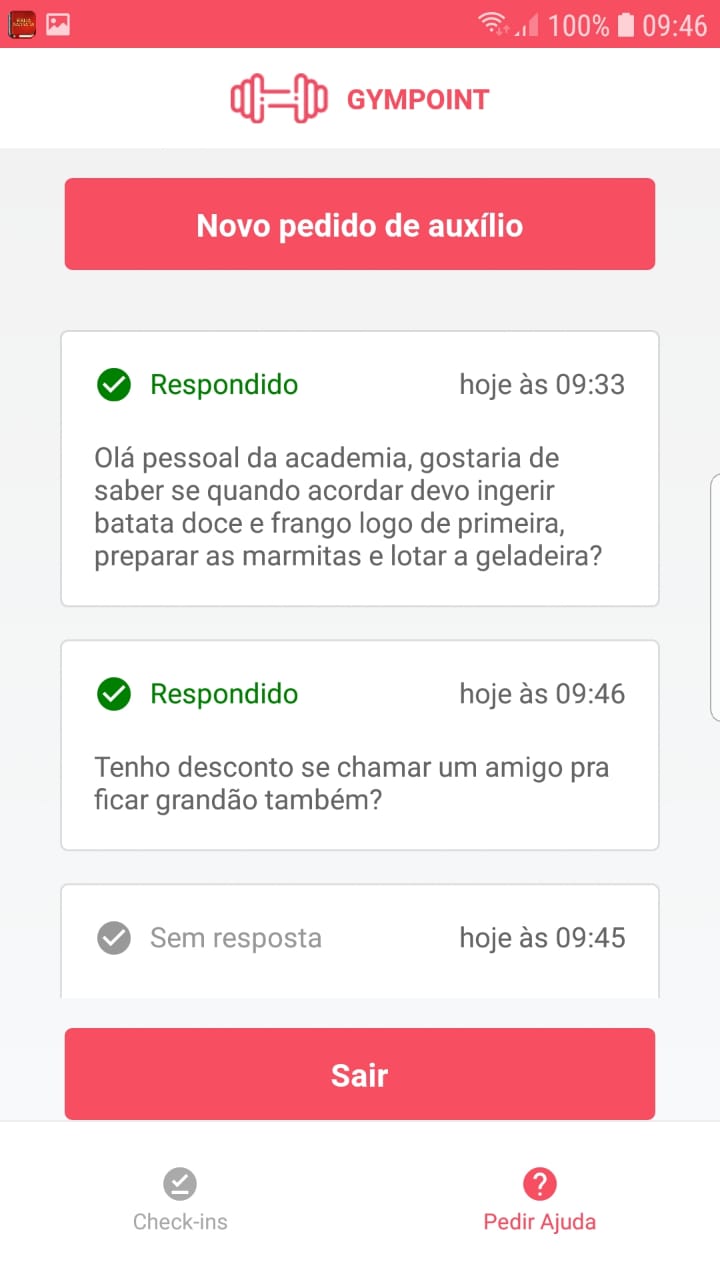 100% 09:46
GYMPOINT
Novo pedido de auxílio
Respondido hoje às 09:33
Olá pessoal da academia, gostaria de
saber se quando acordar devo ingerir
batata doce e frango logo de primeira,
preparar as marmitas e lotar a geladeira?
Respondido hoje às 09:46
Tenho desconto se chamar um amigo pra
ficar grandão também?
Sem resposta hoje às 09:45
Sair
Check-ins Pedir Ajuda